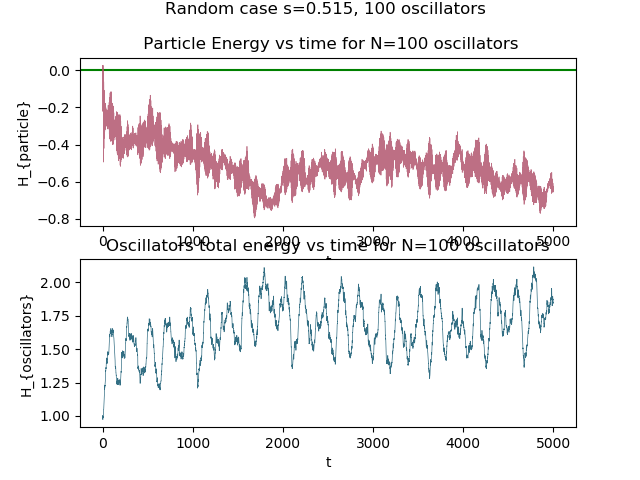 Random case s=0.515, 100 oscillators
Particle Energy vs time for N=100 oscillators
H_{particle}
0.0
−0.2
−0.4
−0.6
−0.8
0 1000 2000 3000 4000 5000
Oscillators total energy vs time for N=100 oscillators
H_{oscillators}
2.00
1.75
1.50
1.25
1.00
0 1000 2000 3000 4000 5000
t